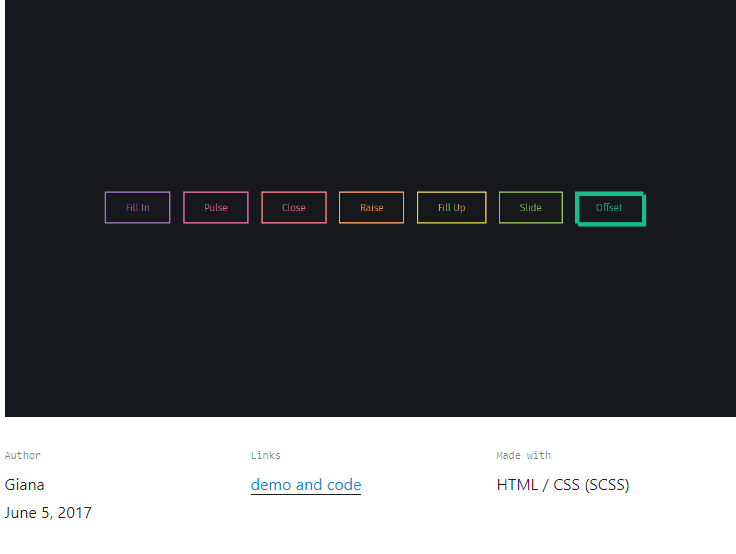 Fill In Pulse Close Raise Fill Up Slide Offset
Author Links Made with
Giana demo and code HTML / CSS (SCSS)
June 5, 2017